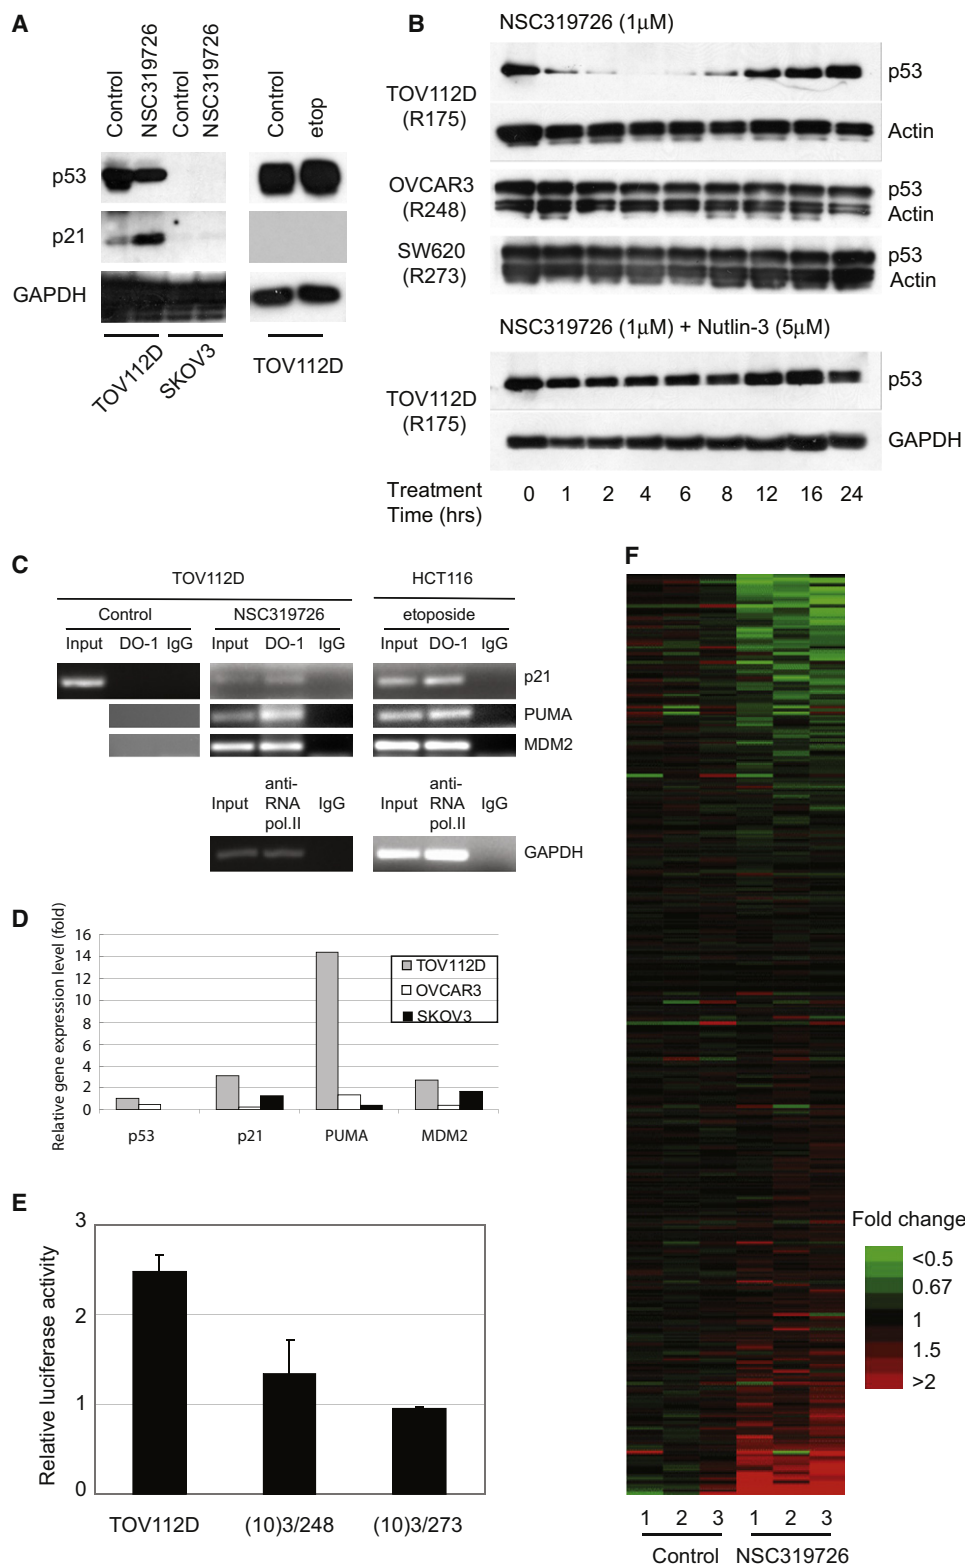 A
Control
NSC319726
Control
NSC319726
Control
etop
p53
p21
GAPDH
TOV112D
SKOV3
TOV112D
B
NSC319726 (1µM)
TOV112D
(R175)
p53
Actin
OVCAR3
(R248)
p53
Actin
SW620
(R273)
p53
Actin
NSC319726 (1µM) + Nutlin-3 (5µM)
TOV112D
(R175)
p53
GAPDH
Treatment
Time (hrs)
0 1 2 4 6 8 12 16 24
C
TOV112D
HCT116
Control
NSC319726
etoposide
Input DO-1 IgG
Input DO-1 IgG
Input DO-1 IgG
p21
PUMA
MDM2
Input anti-RNA pol.II IgG
Input anti-RNA pol.II IgG
GAPDH
D
Relative gene expression level (fold)
16
14
12
10
8
6
4
2
0
TOV112D
OVCAR3
SKOV3
p53 p21 PUMA MDM2
E
Relative luciferase activity
3
2
1
0
TOV112D (10)3/248 (10)3/273
F
Fold change
<0.5
0.67
1
1.5
>2
1 2 3 1 2 3
Control NSC319726